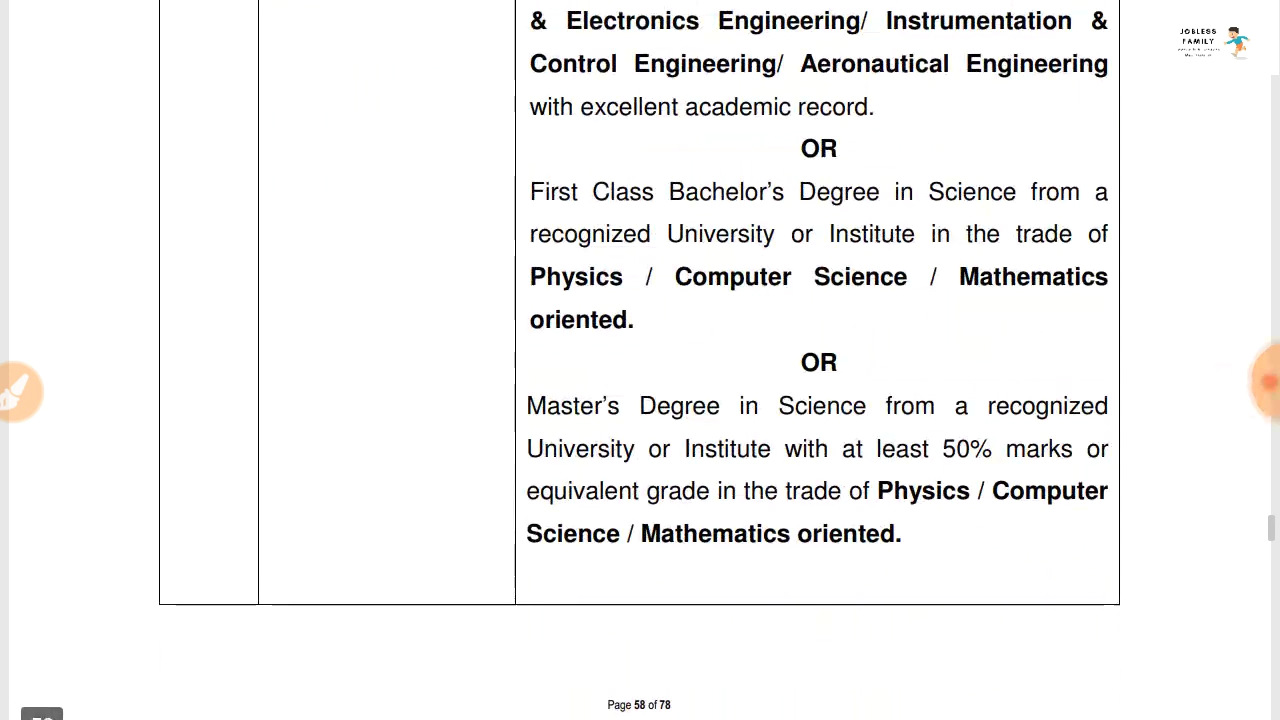 & Electronics Engineering/ Instrumentation &
Control Engineering/ Aeronautical Engineering
with excellent academic record.
OR
First Class Bachelor’s Degree in Science from a
recognized University or Institute in the trade of
Physics / Computer Science / Mathematics
oriented.
OR
Master’s Degree in Science from a recognized
University or Institute with at least 50% marks or
equivalent grade in the trade of Physics / Computer
Science / Mathematics oriented.
Page 58 of 78
JOBLESS
FAMILY